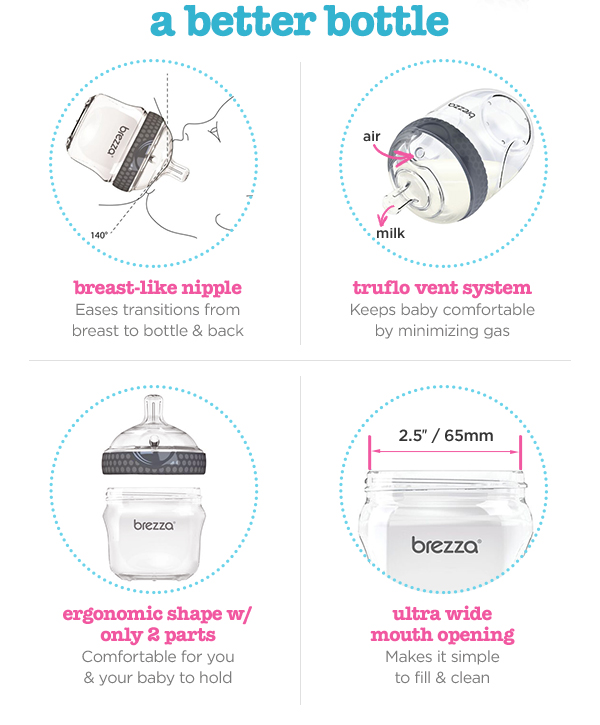 a better bottle
brezza
140°
breast-like nipple
Eases transitions from
breast to bottle & back
brezza
air
milk
truflo vent system
Keeps baby comfortable
by minimizing gas
brezza
ergonomic shape w/
only 2 parts
Comfortable for you
& your baby to hold
2.5" / 65mm
brezza
ultra wide
mouth opening
Makes it simple
to fill & clean